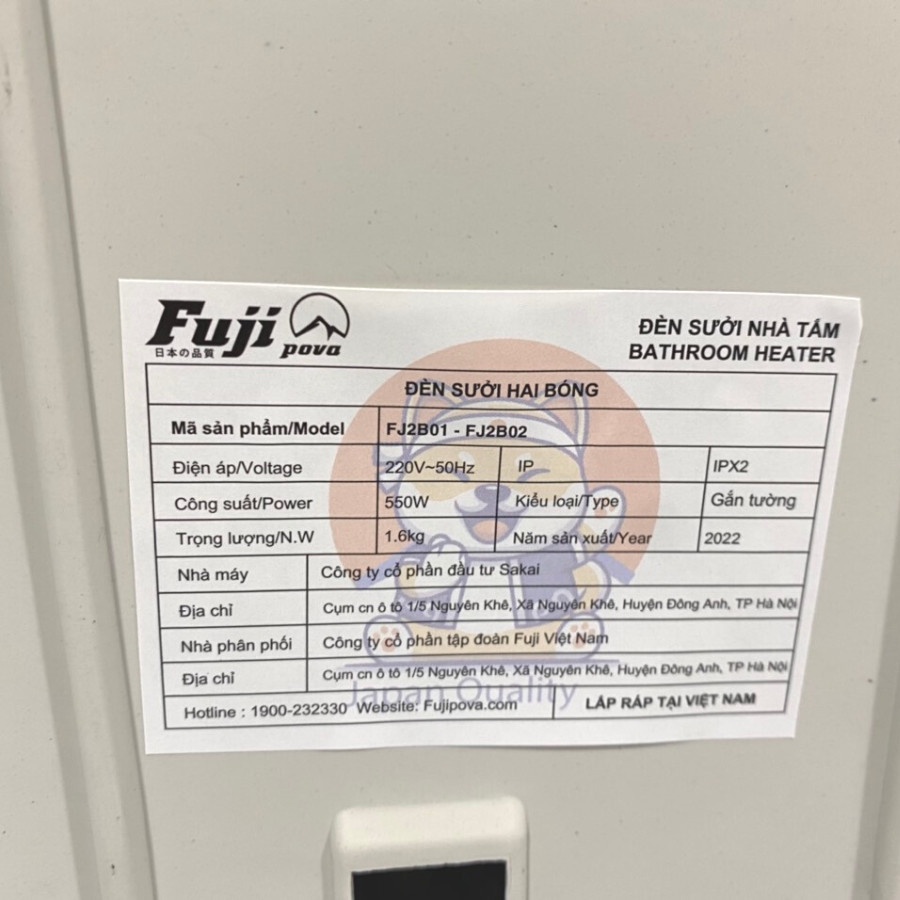 Fuji
日本の品質
pova
ĐÈN SƯỞI NHÀ TẮM
BATHROOM HEATER
ĐÈN SƯỞI HAI BÓNG
Mã sản phẩm/Model FJ2B01 - FJ2B02
Điện áp/Voltage 220V~50Hz IP IPX2
Công suất/Power 550W Kiểu loại/Type Gắn tường
Trọng lượng/N.W 1.6kg Năm sản xuất/Year 2022
Nhà máy Công ty cổ phần đầu tư Sakai
Địa chỉ Cụm cn ô tô 1/5 Nguyên Khê, Xã Nguyên Khê, Huyện Đông Anh, TP Hà Nội
Nhà phân phối Công ty cổ phần tập đoàn Fuji Việt Nam
Địa chỉ Cụm cn ô tô 1/5 Nguyên Khê, Xã Nguyên Khê, Huyện Đông Anh, TP Hà Nội
Japan Quality
Hotline : 1900-232330 Website: Fujipova.com LẮP RÁP TẠI VIỆT NAM